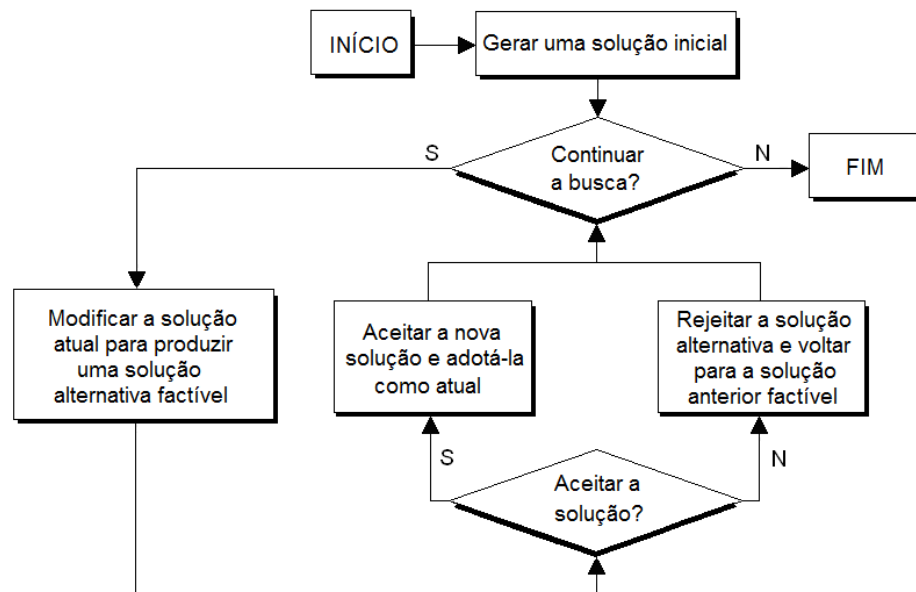 INÍCIO
Gerar uma solução inicial
Continuar
a busca?
S
N
FIM
Modificar a solução
atual para produzir
uma solução
alternativa factível
Aceitar a nova
solução e adotá-la
como atual
Rejeitar a solução
alternativa e voltar
para a solução
anterior factível
S
N
Aceitar a
solução?